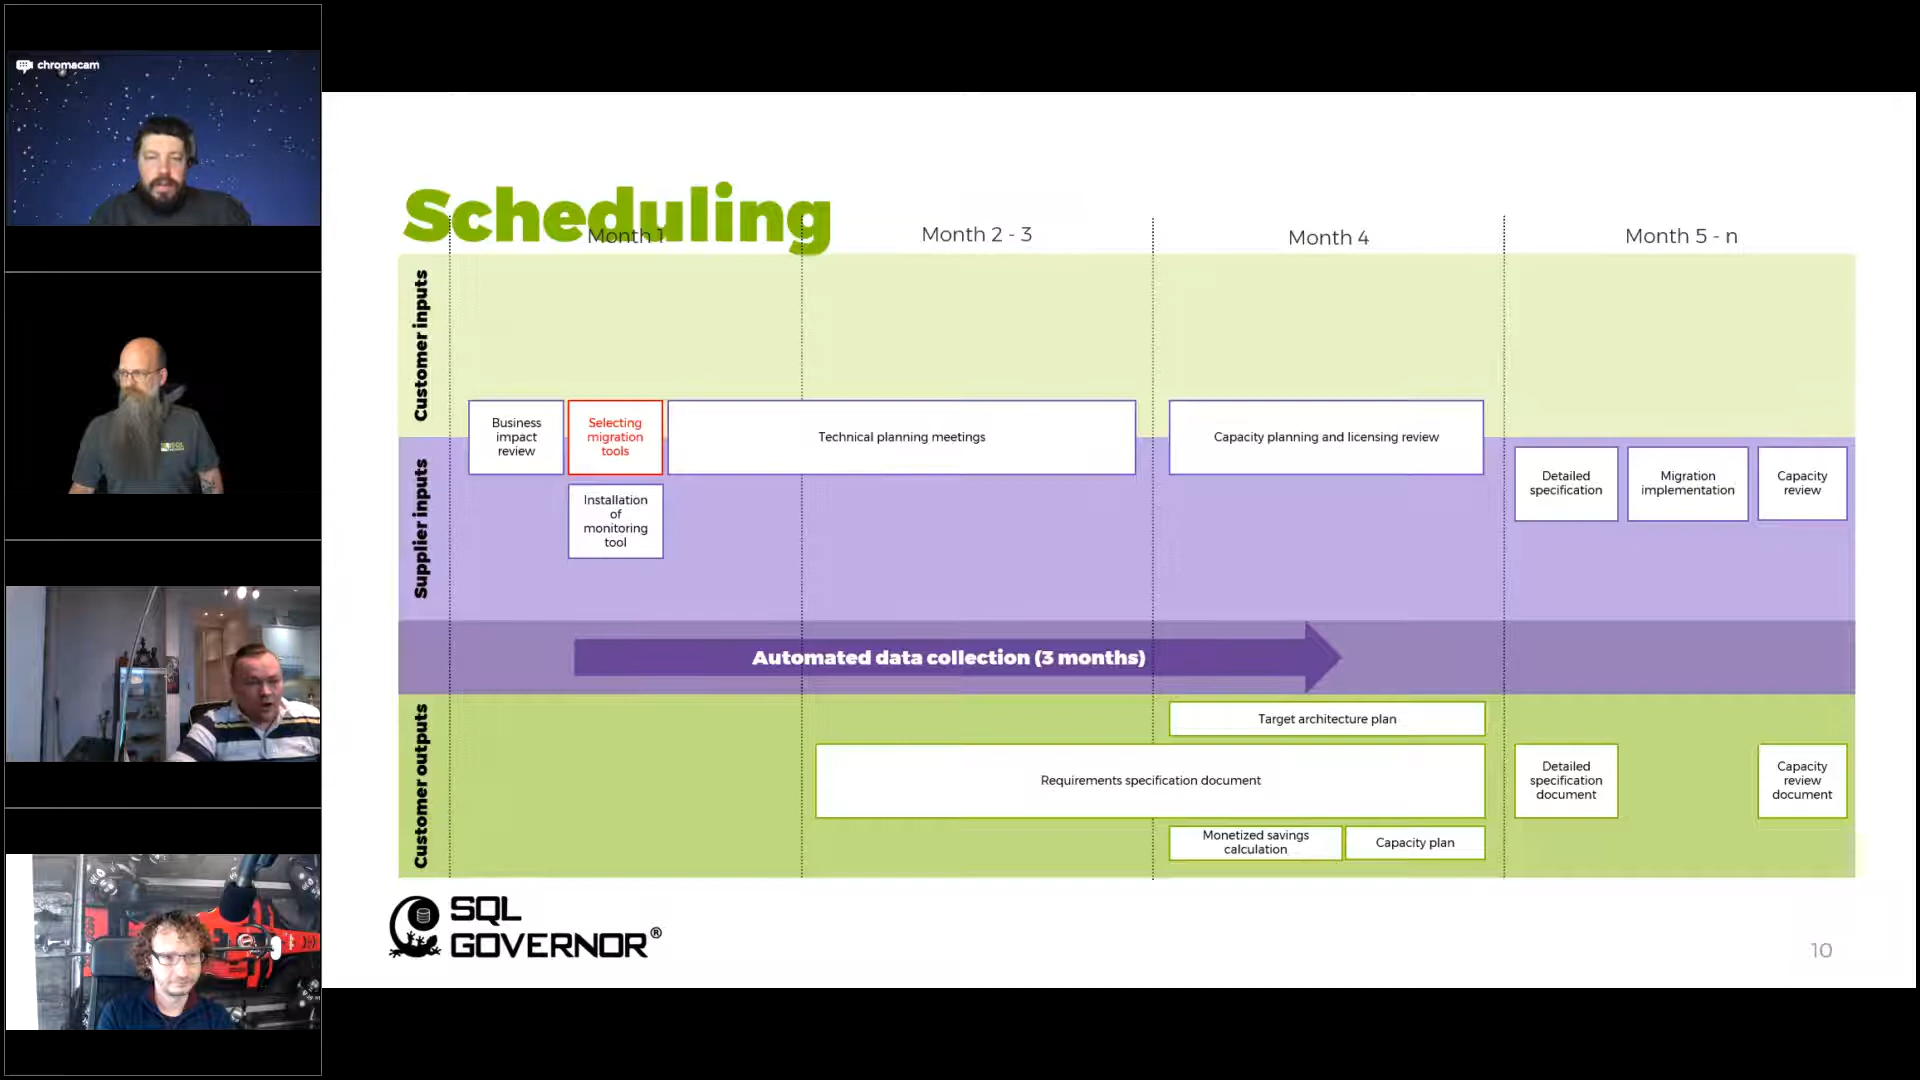 chromacam
Scheduling
Month 1
Month 2 - 3
Month 4
Month 5 - n
Customer inputs
Business
impact
review
Selecting
migration
tools
Technical planning meetings
Capacity planning and licensing review
Supplier inputs
Installation
of
monitoring
tool
Detailed
specification
Migration
implementation
Capacity
review
Automated data collection (3 months)
Customer outputs
Target architecture plan
Requirements specification document
Monetized savings
calculation
Capacity plan
Detailed
specification
document
Capacity
review
document
SQL
GOVERNOR®
10